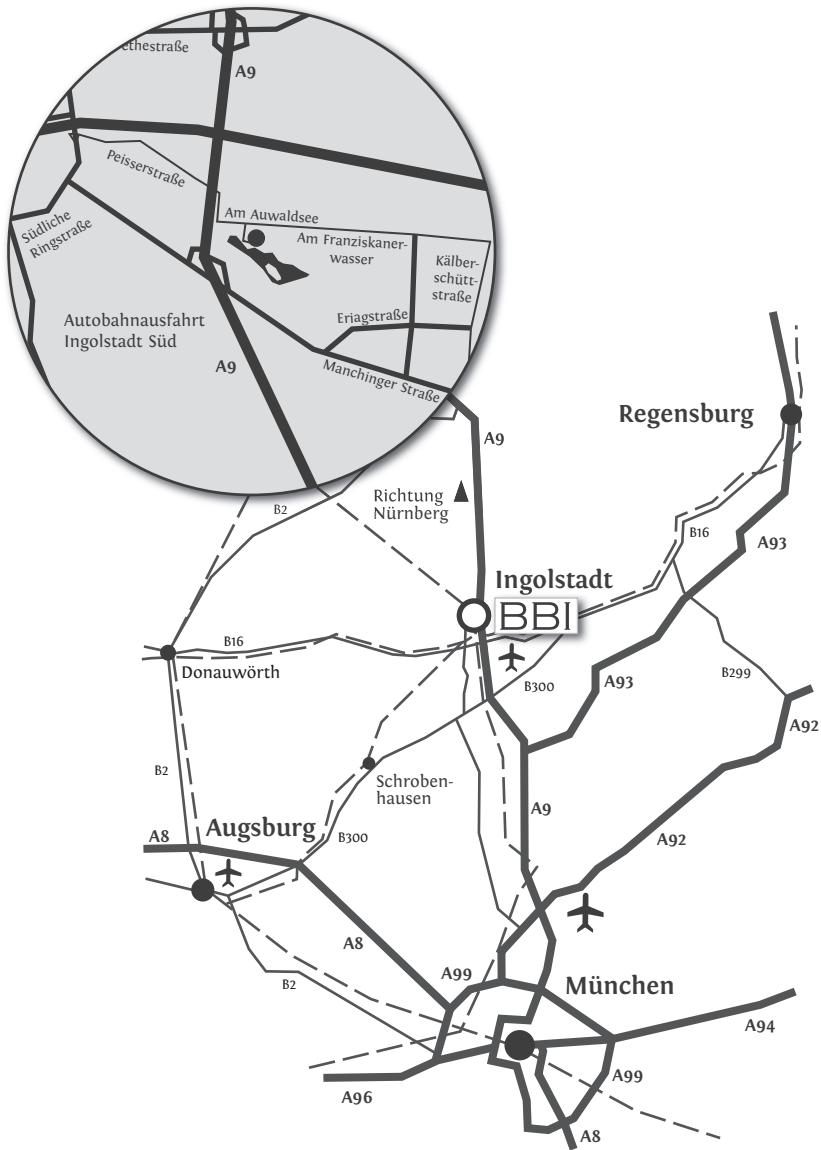 ethestraße
A9
Peisserstraße
Südliche
Ringstraße
Am Auwaldsee
Am Franziskaner-
wasser
Kälber-
schütt-
straße
Eriagstraße
Autobahnausfahrt
Ingolstadt Süd
A9
Manchinger Straße
Regensburg
A9
Richtung
Nürnberg
B2
B16
A93
Ingolstadt
BBI
B16
Donauwörth
B300
A93
B299
A92
B2
Schroben-
hausen
A9
A8
Augsburg
B300
A92
A8
A99
B2
München
A94
A99
A96
A8